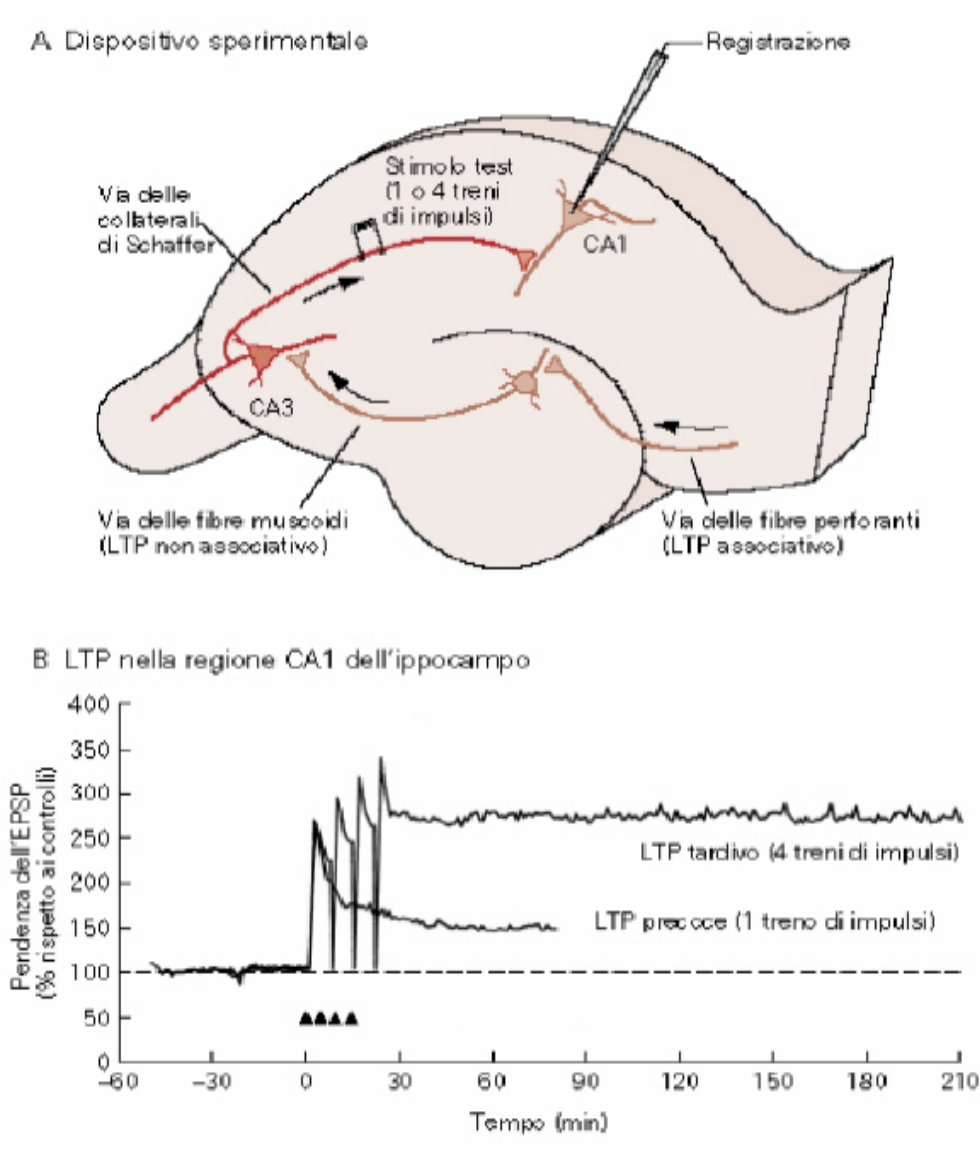 A Dispositivo sperimentale
Registrazione
Stimolo test
(1 o 4 treni
di impulsi)
Via delle
collaterali
di Schaffer
CA1
CA3
Via delle fibre muscoidi
(LTP non associativo)
Via delle fibre perforanti
(LTP associativo)
B LTP nella regione CA1 dell'ippocampo
Pendenza dell'EPSP
(% rispetto ai controlli)
400
350
300
250
200
150
100
50
0
LTP tardivo (4 treni di impulsi)
LTP precoce (1 treno di impulsi)
–60 –30 0 30 60 90 120 150 180 210
Tempo (min)